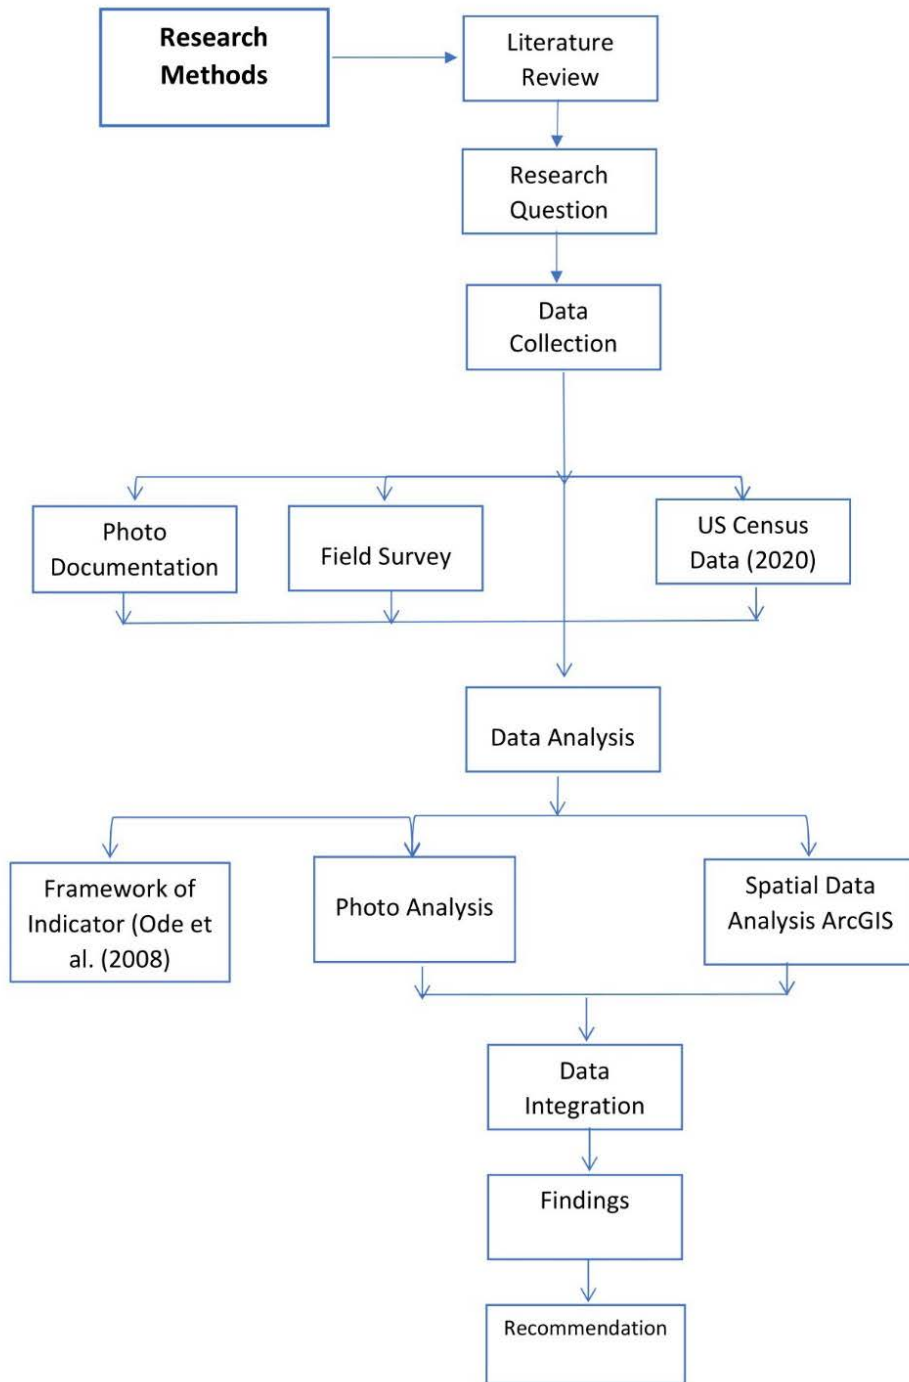 Research
Methods
Literature
Review
Research
Question
Data
Collection
Photo
Documentation
Field Survey
US Census
Data (2020)
Data Analysis
Framework of
Indicator (Ode et
al. (2008)
Photo Analysis
Spatial Data
Analysis ArcGIS
Data
Integration
Findings
Recommendation